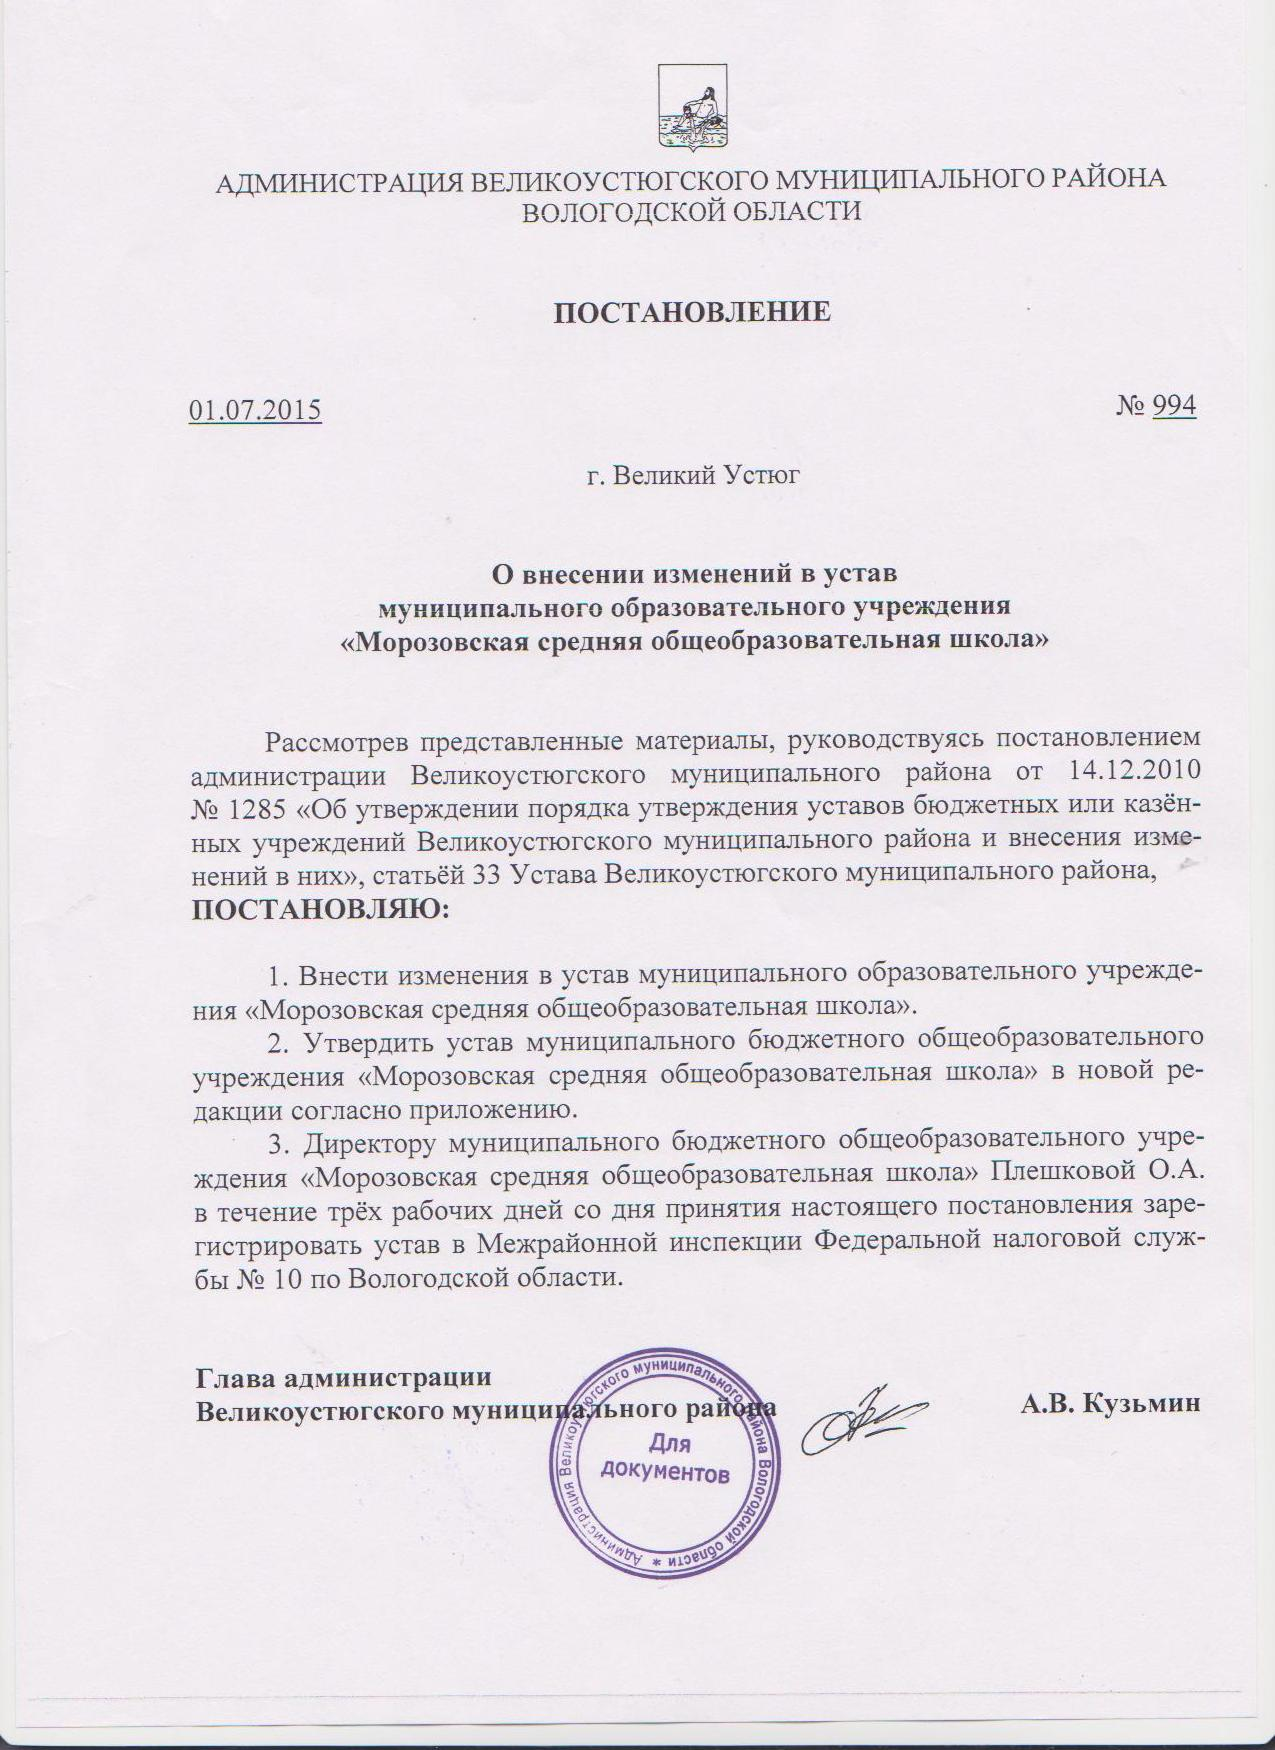 АДМИНИСТРАЦИЯ ВЕЛИКОУСТЮГСКОГО МУНИЦИПАЛЬНОГО РАЙОНА
ВОЛОГОДСКОЙ ОБЛАСТИ
ПОСТАНОВЛЕНИЕ
01.07.2015 № 994
г. Великий Устюг
О внесении изменений в устав
муниципального образовательного учреждения
«Морозовская средняя общеобразовательная школа»
Рассмотрев представленные материалы, руководствуясь постановлением
администрации Великоустюгского муниципального района от 14.12.2010
№ 1285 «Об утверждении порядка утверждения уставов бюджетных или казён-
ных учреждений Великоустюгского муниципального района и внесения изме-
нений в них», статьёй 33 Устава Великоустюгского муниципального района,
ПОСТАНОВЛЯЮ:
1. Внести изменения в устав муниципального образовательного учрежде-
ния «Морозовская средняя общеобразовательная школа».
2. Утвердить устав муниципального бюджетного общеобразовательного
учреждения «Морозовская средняя общеобразовательная школа» в новой ре-
дакции согласно приложению.
3. Директору муниципального бюджетного общеобразовательного учре-
ждения «Морозовская средняя общеобразовательная школа» Плешковой О.А.
в течение трёх рабочих дней со дня принятия настоящего постановления заре-
гистрировать устав в Межрайонной инспекции Федеральной налоговой служ-
бы № 10 по Вологодской области.
Глава администрации
Великоустюгского муниципального района А.В. Кузьмин
Администрация Великоустюгского муниципального района Вологодской области *
Для
документов